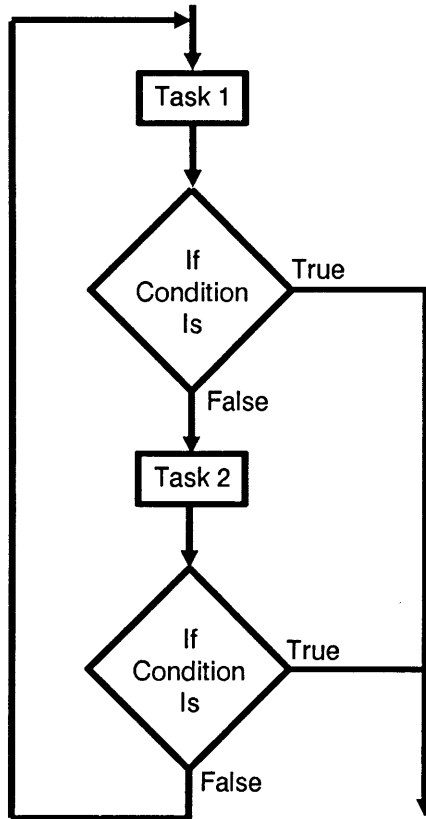 Task 1
If
Condition
Is
True
False
Task 2
If
Condition
Is
True
False